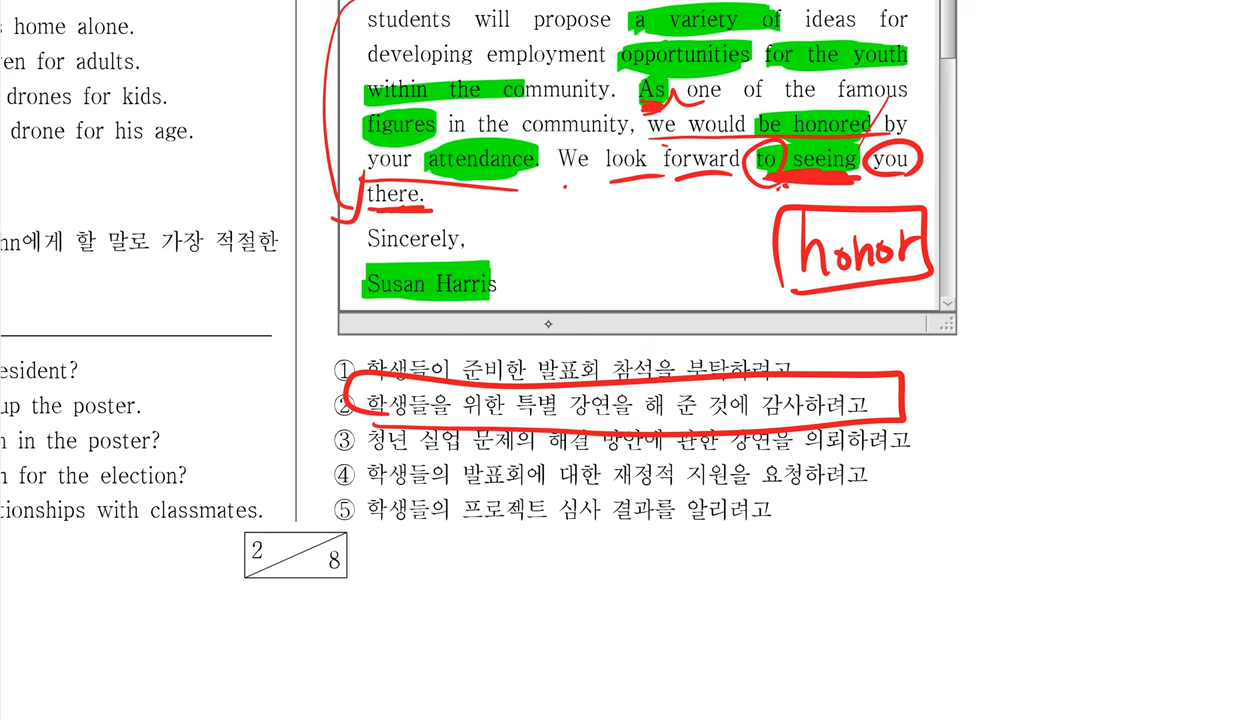 home alone.
en for adults.
drones for kids.
drone for his age.
nn에게 할 말로 가장 적절한
esident?
up the poster.
n in the poster?
n for the election?
tionships with classmates.
2
8
students will propose a variety of ideas for
developing employment opportunities for the youth
within the community. As one of the famous
figures in the community, we would be honored by
your attendance. We look forward to seeing you
there.
Sincerely,
Susan Harris
honor
① 학생들이 준비한 발표회 참석을 부탁하려고
② 학생들을 위한 특별 강연을 해 준 것에 감사하려고
③ 청년 실업 문제의 해결 방안에 관한 강연을 의뢰하려고
④ 학생들의 발표회에 대한 재정적 지원을 요청하려고
⑤ 학생들의 프로젝트 심사 결과를 알리려고